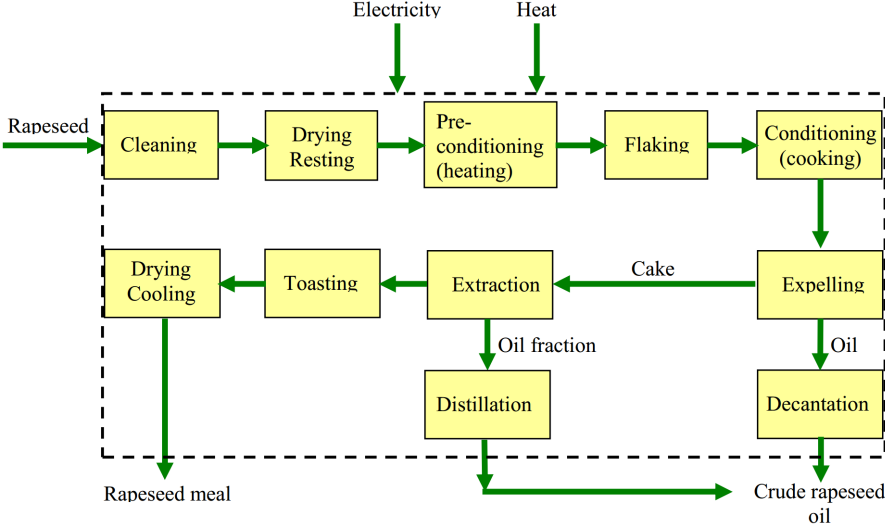 Electricity
Heat
Rapeseed
Cleaning
Drying
Resting
Pre-
conditioning
(heating)
Flaking
Conditioning
(cooking)
Drying
Cooling
Toasting
Extraction
Cake
Expelling
Oil fraction
Oil
Distillation
Decantation
Rapeseed meal
Crude rapeseed
oil